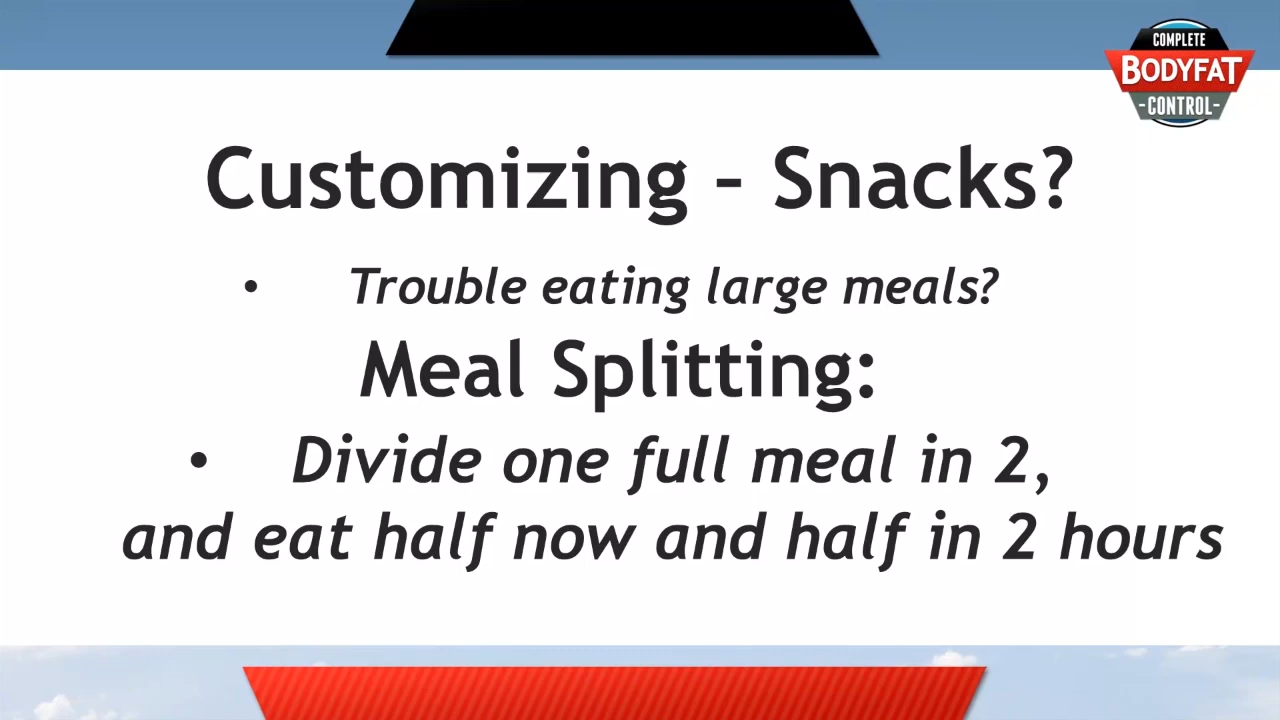 COMPLETE
BODYFAT
-CONTROL-
Customizing – Snacks?
• Trouble eating large meals?
Meal Splitting:
• Divide one full meal in 2,
and eat half now and half in 2 hours